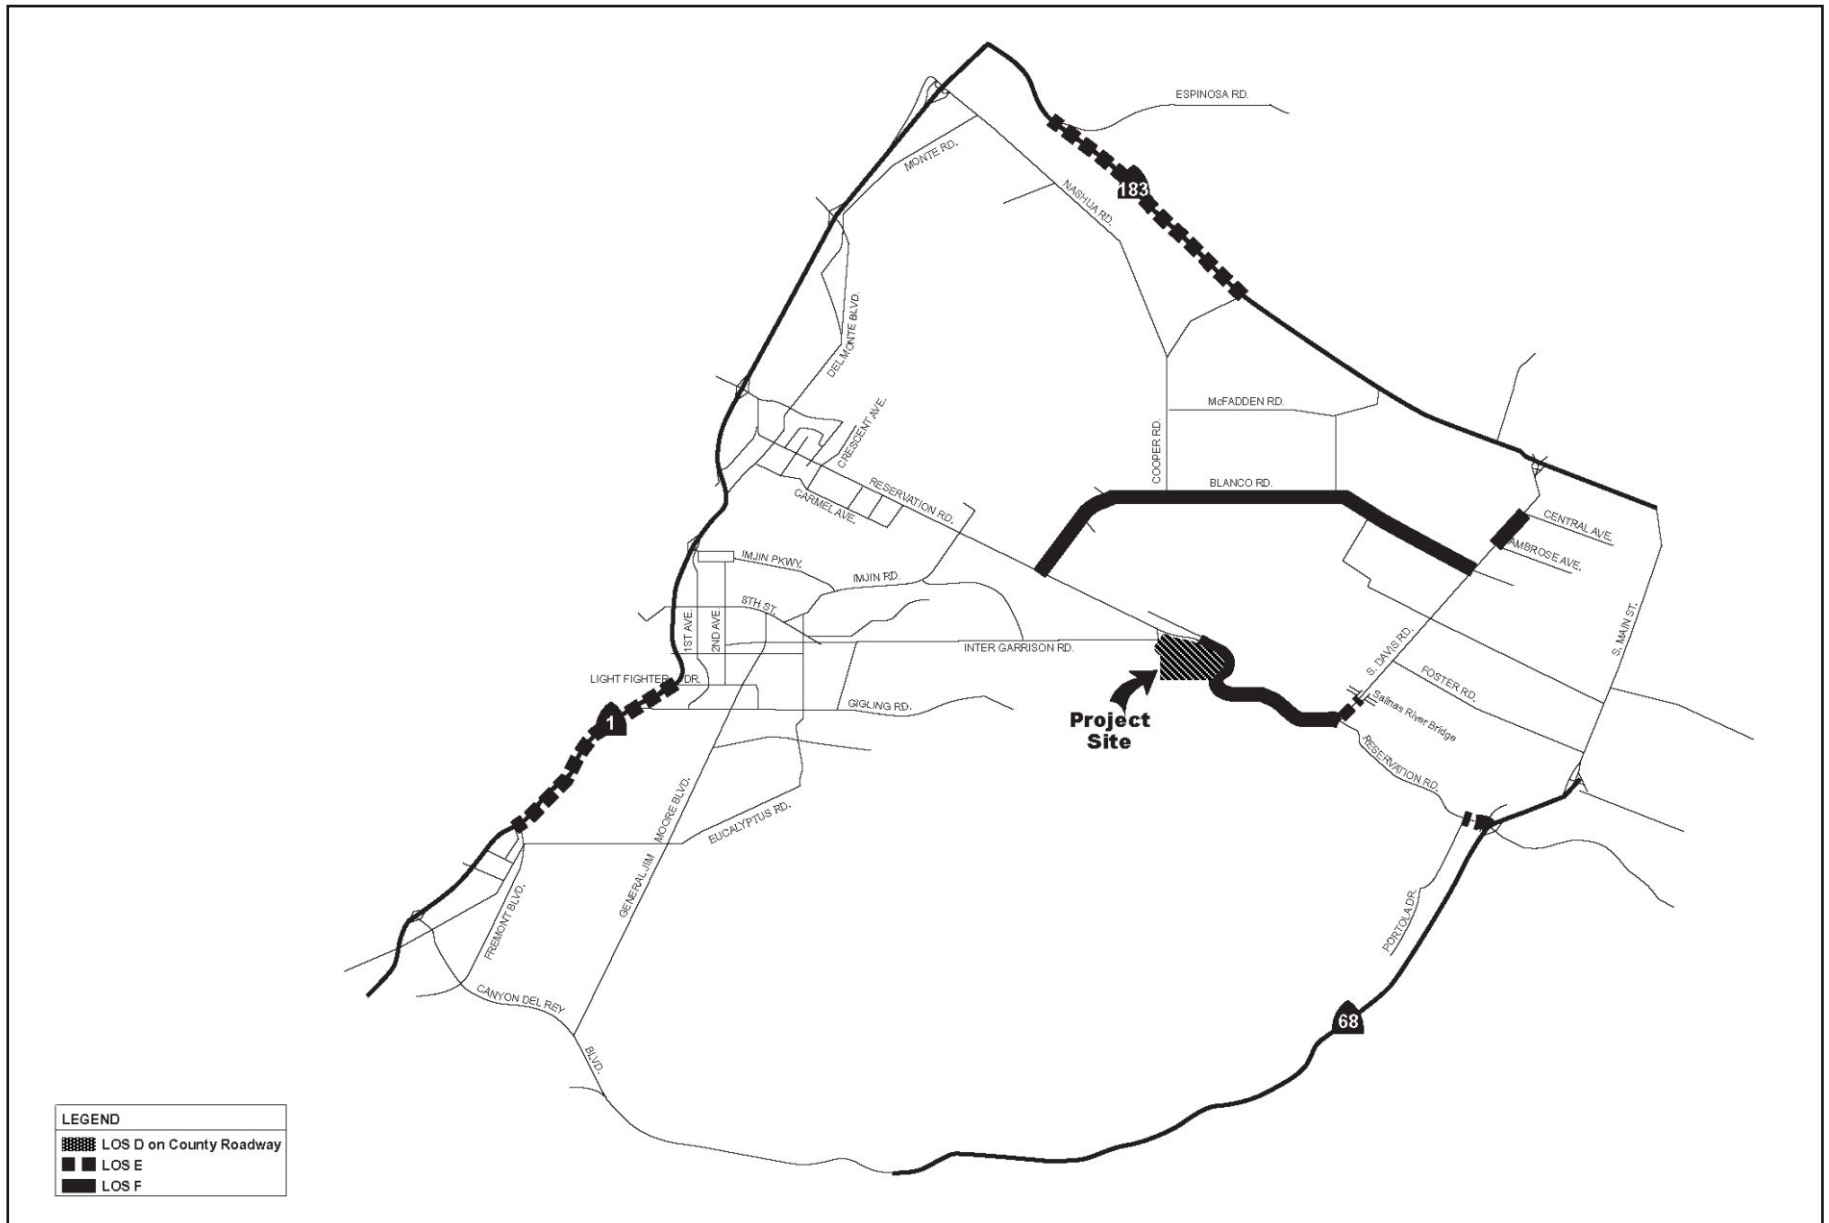 ESPINOSA RD.
MONTE RD.
183
NASHUA RD.
DEL MONTE BLVD.
McFADDEN RD.
CRESCENT AVE.
COOPER RD.
RESERVATION RD.
BLANCO RD.
CARMEL AVE.
CENTRAL AVE.
AMBROSE AVE.
IMJIN PKWY.
IMJIN RD.
8TH ST.
1ST AVE.
2ND AVE.
INTER GARRISON RD.
S. MAIN ST.
S. DAVIS RD.
LIGHT FIGHTER DR.
FOSTER RD.
GIGLING RD.
Salinas River Bridge
1
Project
Site
RESERVATION RD.
GENERAL JIM MOORE BLVD.
EUCALYPTUS RD.
FREMONT BLVD.
PORTOLA DR.
CANYON DEL REY
BLVD.
68
LEGEND
LOS D on County Roadway
LOS E
LOS F